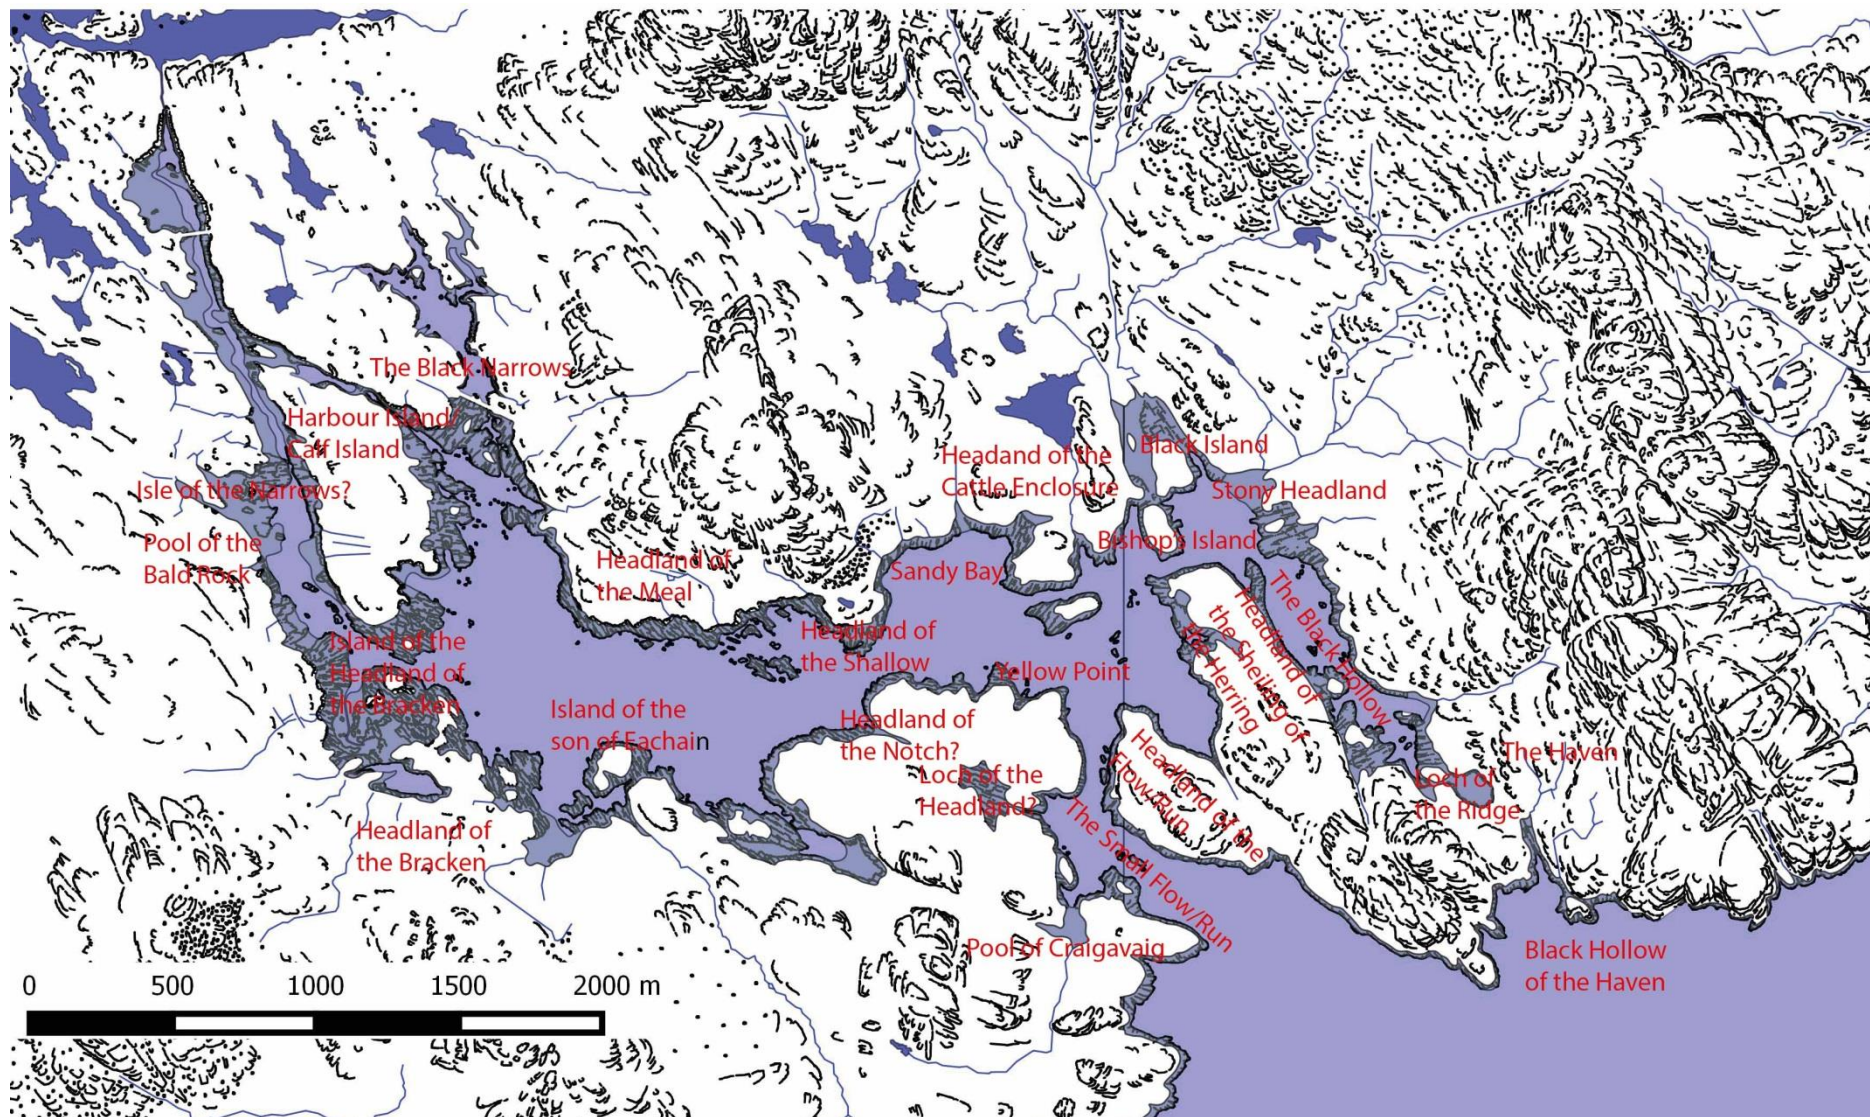 The Black Narrows
Harbour Island/
Calf Island
Isle of the Narrows?
Pool of the
Bald Rock
Island of the
Headland of
the Bracken
Headland of
the Bracken
Island of the
son of Eachain
Headland of
the Meal
Headland of
the Shallow
Sandy Bay
Headand of the
Cattle Enclosure
Black Island
Stony Headland
Bishop's Island
Yellow Point
Headland of
the Notch?
Loch of the
Headland?
Headland of
the Sheiling of
the Herring
The Black Hollow
Headland of the
Flow/Run
The Small Flow/Run
Pool of Craigavaig
The Haven
Loch of
the Ridge
Black Hollow
of the Haven
0 500 1000 1500 2000 m